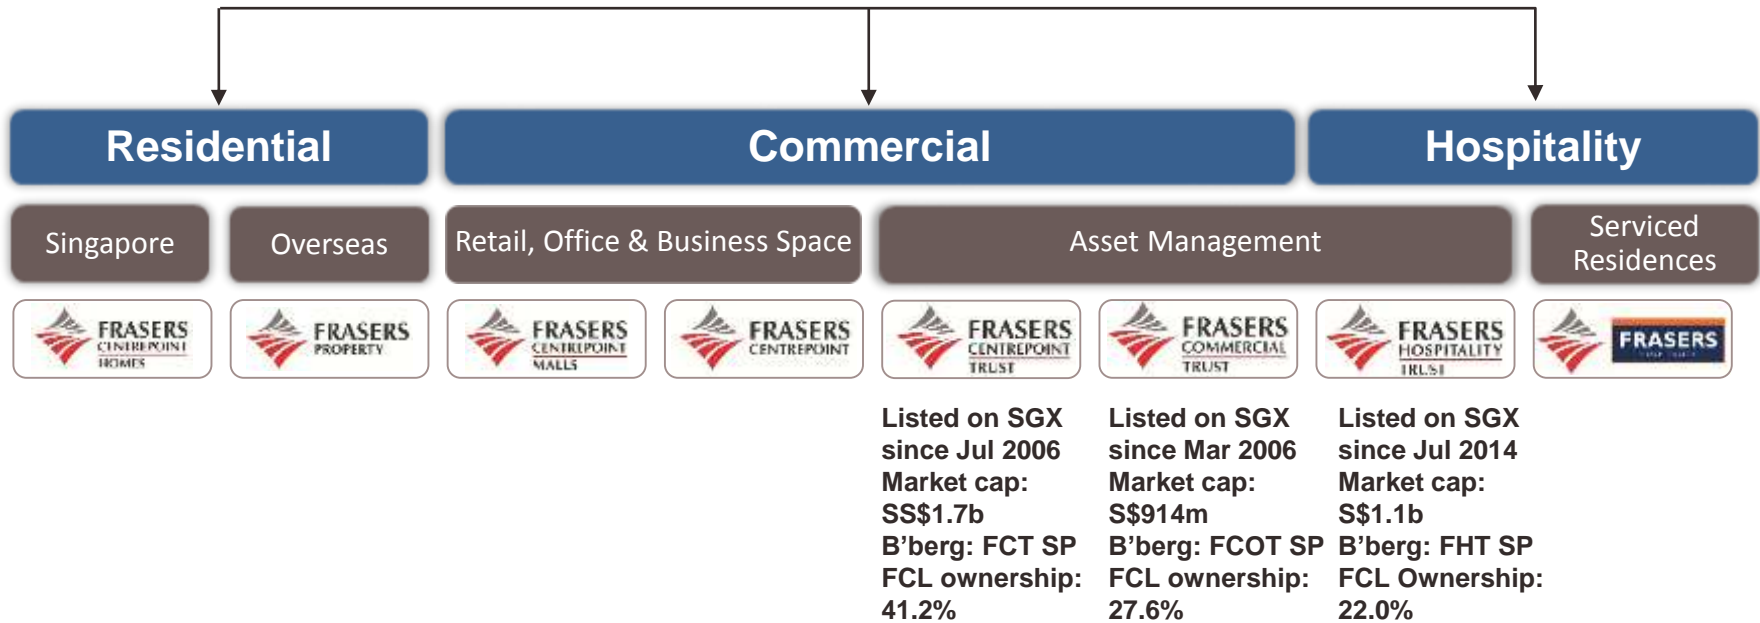 Residential
Commercial
Hospitality
Singapore
Overseas
Retail, Office & Business Space
Asset Management
Serviced
Residences
FRASERS
CENTREPOINT
HOMES
FRASERS
PROPERTY
FRASERS
CENTREPOINT
MALLS
FRASERS
CENTREPOINT
FRASERS
CENTREPOINT
TRUST
FRASERS
COMMERCIAL
TRUST
FRASERS
HOSPITALITY
TRUST
FRASERS
Listed on SGX
since Jul 2006
Market cap:
SS$1.7b
B’berg: FCT SP
FCL ownership:
41.2%
Listed on SGX
since Mar 2006
Market cap:
S$914m
B’berg: FCOT SP
FCL ownership:
27.6%
Listed on SGX
since Jul 2014
Market cap:
S$1.1b
B’berg: FHT SP
FCL Ownership:
22.0%